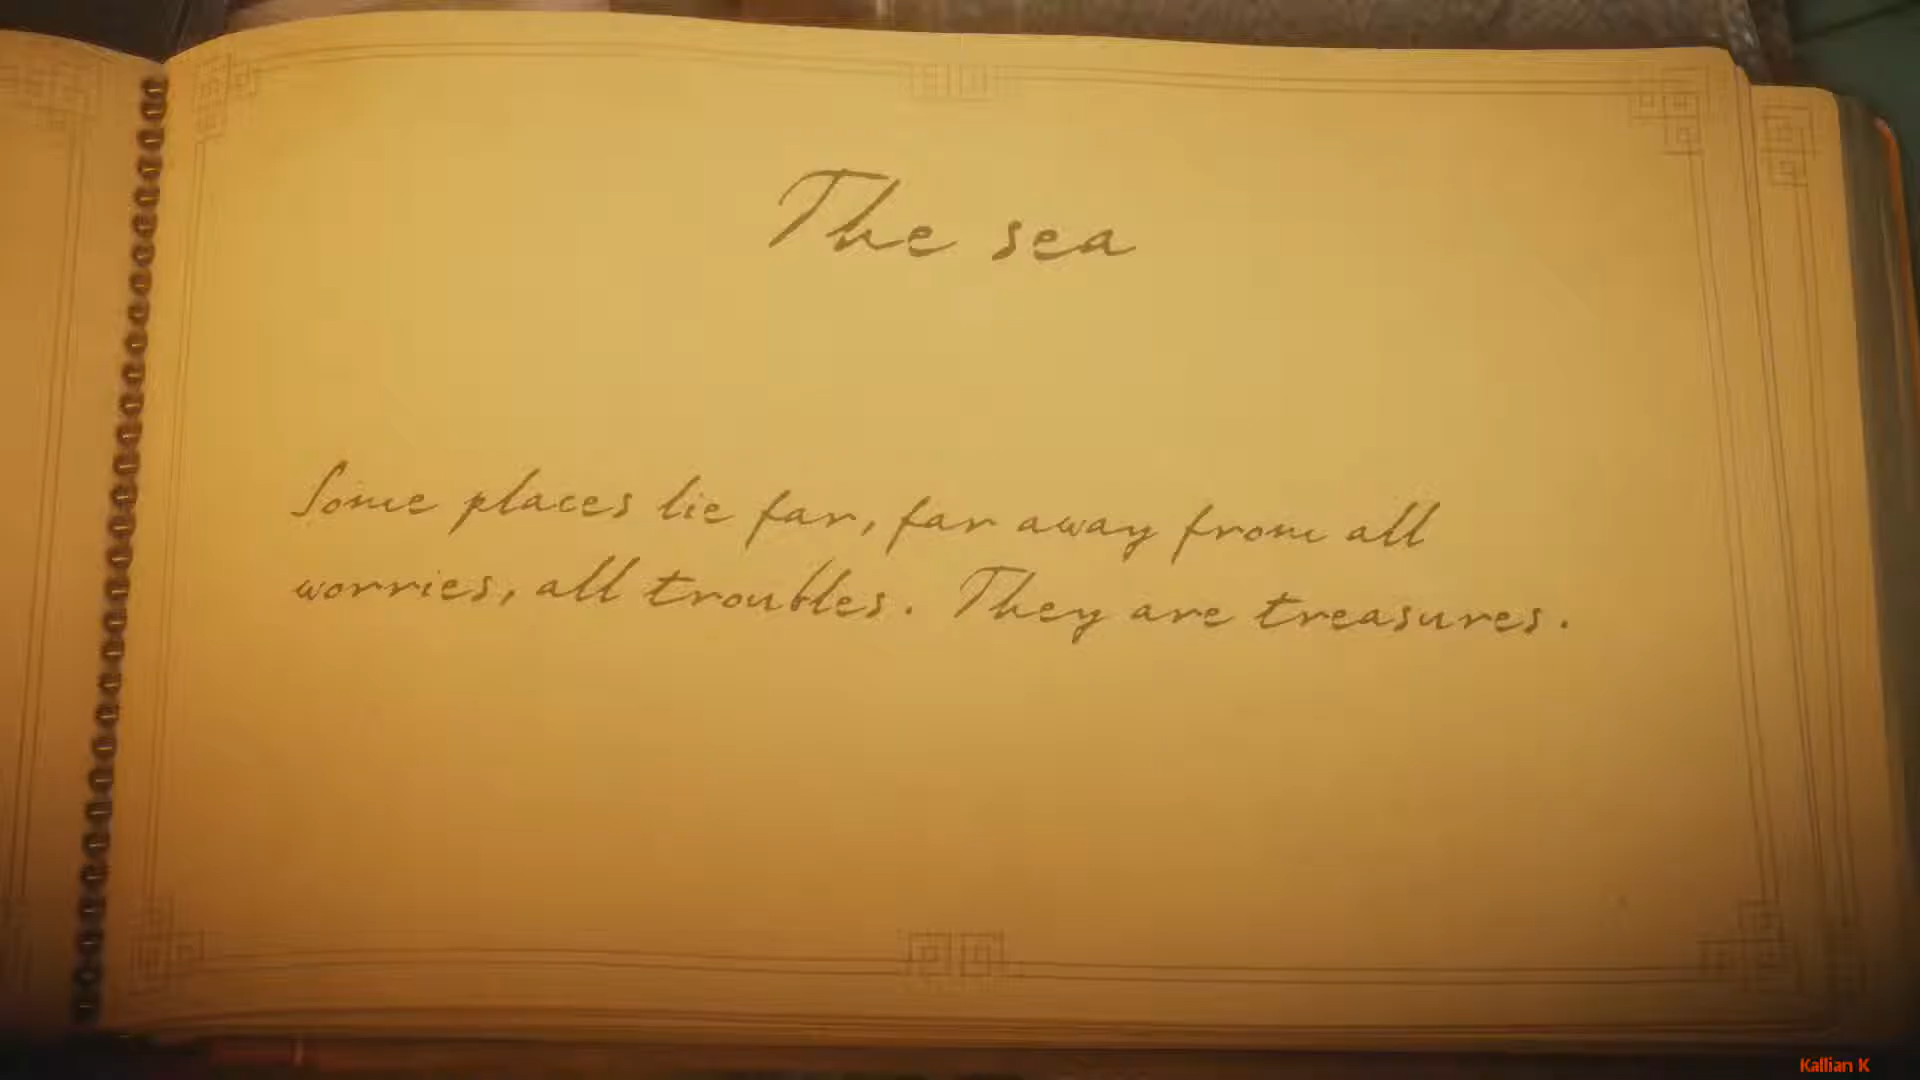 The sea
Some places lie far, far away from all
worries, all troubles. They are treasures.
Kallian K